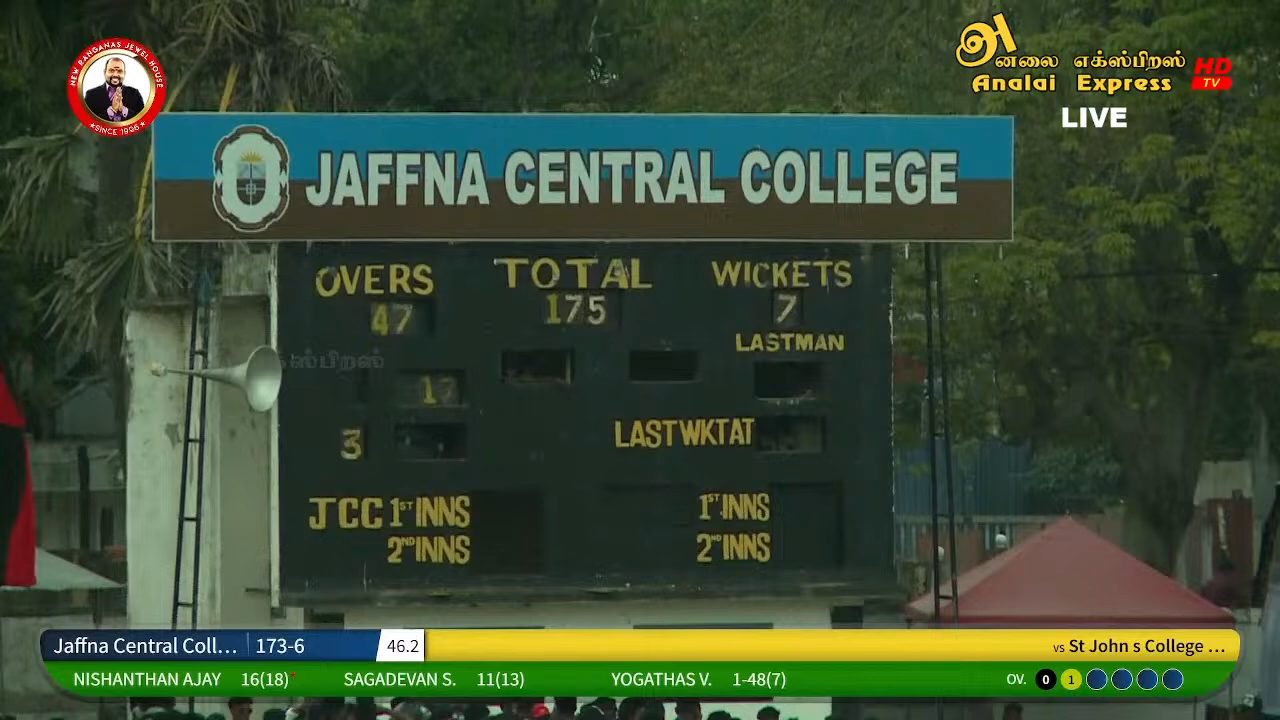 NEW RANGANAS JEWEL HOUSE
SINCE 1996
அனலை எக்ஸ்பிரஸ்
Analai Express
HD
TV
LIVE
JAFFNA CENTRAL COLLEGE
OVERS TOTAL WICKETS
47 175 7
LASTMAN
க்ஸ்பிரஸ்
3 LASTWKTAT
JCC 1ST INNS 1ST INNS
2ND INNS 2ND INNS
Jaffna Central Coll... 173-6 46.2 vs St John s College ...
NISHANTHAN AJAY 16(18)* SAGADEVAN S. 11(13) YOGATHAS V. 1-48(7) OV. 0 1